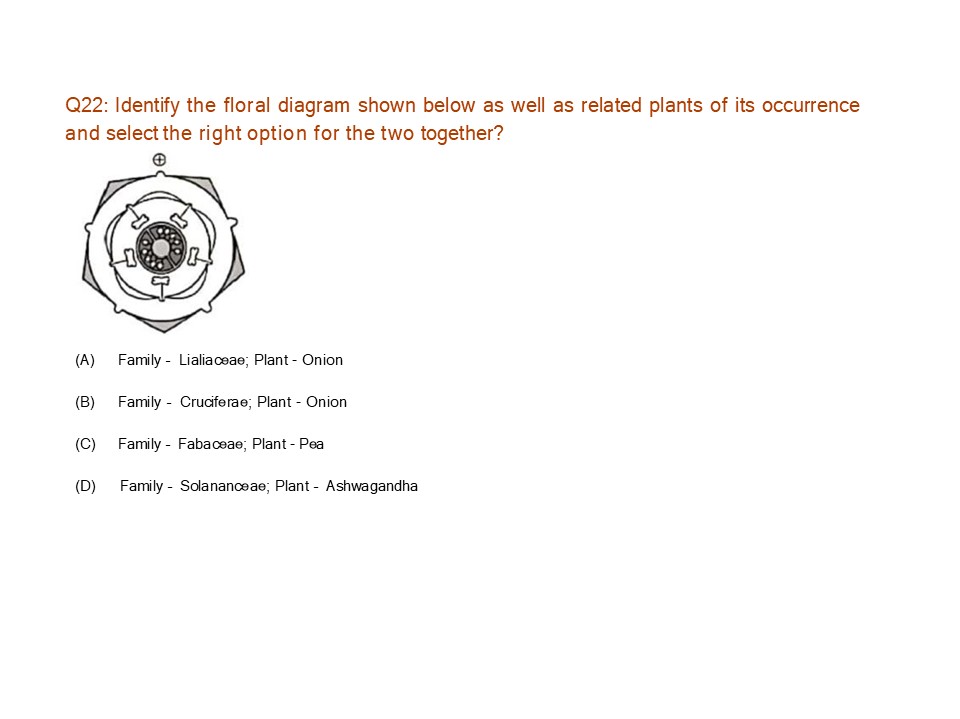 Q22: Identify the floral diagram shown below as well as related plants of its occurrence
and select the right option for the two together?
(A) Family - Lialiaceae; Plant - Onion
(B) Family - Cruciferae; Plant - Onion
(C) Family - Fabaceae; Plant - Pea
(D) Family - Solananceae; Plant - Ashwagandha